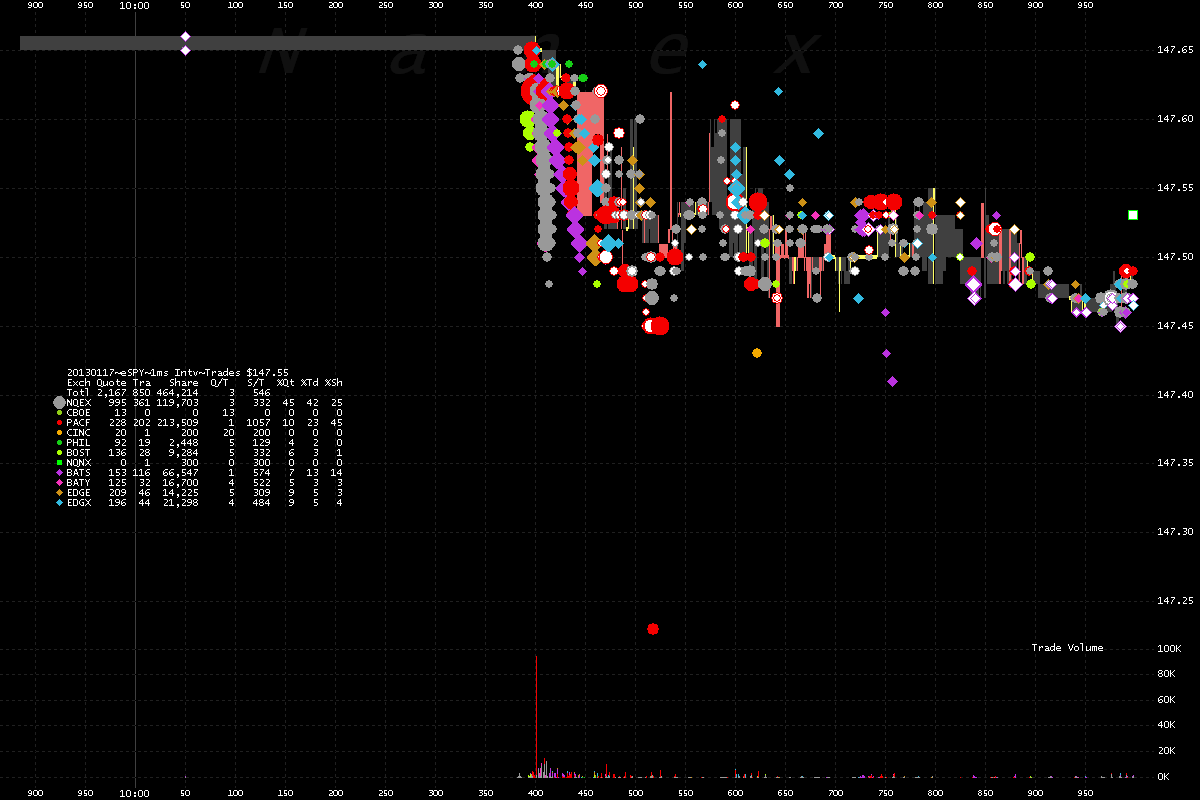 900 950 10:00 50 100 150 200 250 300 350 400 450 500 550 600 650 700 750 800 850 900 950
Nanex
147.65
147.60
147.55
147.50
147.45
147.40
147.35
147.30
147.25
20130117~eSPY~1ms Intv~Trades $147.55
Exch Quote Tra Share Q/T S/T %Qt %Td %Sh
Totl 2,167 850 464,214 3 546
NQEX 995 361 119,703 3 332 45 42 25
CBOE 13 0 0 13 0 0 0 0
PACF 228 202 213,509 1 1057 10 23 45
CINC 20 1 200 20 200 0 0 0
PHIL 92 19 2,448 5 129 4 2 0
BOST 136 28 9,284 5 332 6 3 1
NQNX 0 1 300 0 300 0 0 0
BATS 153 116 66,547 1 574 7 13 14
BATY 125 32 16,700 4 522 5 3 3
EDGE 209 46 14,225 5 309 9 5 3
EDGX 196 44 21,298 4 484 9 5 4
Trade Volume
100K
80K
60K
40K
20K
0K
900 950 10:00 50 100 150 200 250 300 350 400 450 500 550 600 650 700 750 800 850 900 950